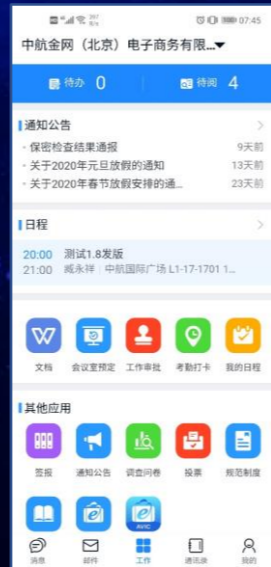 07:45
中航金网（北京）电子商务有限...▼
待办 0
待阅 4
通知公告
· 保密检查结果通报 9天前
· 关于2020年元旦放假的通知 13天前
· 关于2020年春节放假安排的通... 23天前
日程
20:00 测试1.8发版
21:00 臧永祥 | 中航国际广场 L1-17-1701 1...
文档 会议室预定 工作审批 考勤打卡 我的日程
其他应用
签报 通知公告 调查问卷 投票 规范制度
AVIC
消息 邮件 工作 通讯录 我的